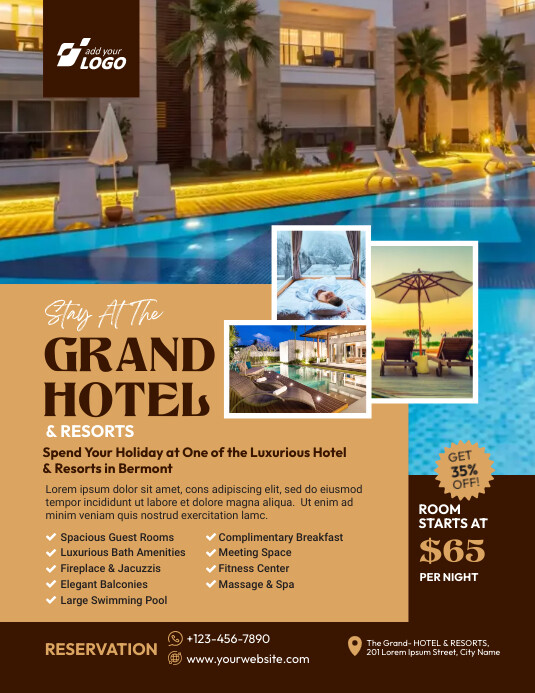 add your
LOGO
Stay At The
GRAND
HOTEL
& RESORTS
Spend Your Holiday at One of the Luxurious Hotel
& Resorts in Bermont
Lorem ipsum dolor sit amet, cons adipiscing elit, sed do eiusmod
tempor incididunt ut labore et dolore magna aliqua. Ut enim ad
minim veniam quis nostrud exercitation lamc.
Spacious Guest Rooms
Luxurious Bath Amenities
Fireplace & Jacuzzis
Elegant Balconies
Large Swimming Pool
Complimentary Breakfast
Meeting Space
Fitness Center
Massage & Spa
GET
35%
OFF!
ROOM
STARTS AT
$65
PER NIGHT
RESERVATION
+123-456-7890
www.yourwebsite.com
The Grand- HOTEL & RESORTS,
201 Lorem Ipsum Street, City Name